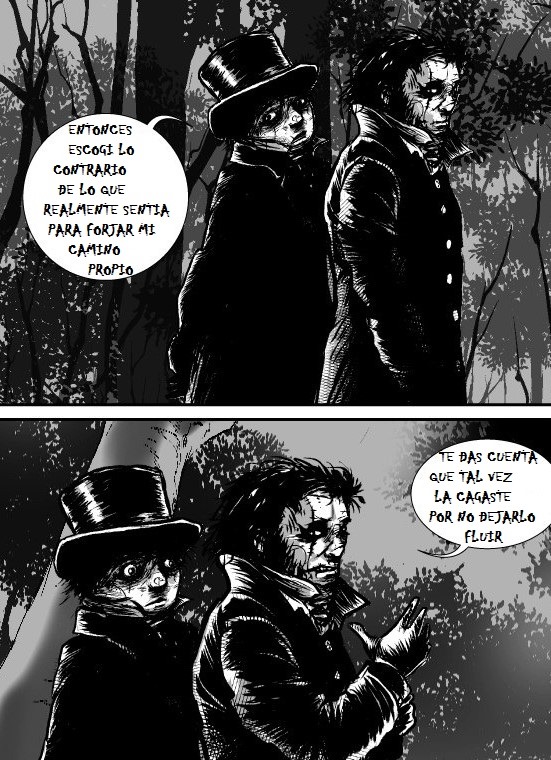 ENTONCES
ESCOGI LO
CONTRARIO
DE LO QUE
REALMENTE SENTIA
PARA FORJAR MI
CAMINO
PROPIO
TE DAS CUENTA
QUE TAL VEZ
LA CAGASTE
POR NO DEJARLO
FLUIR